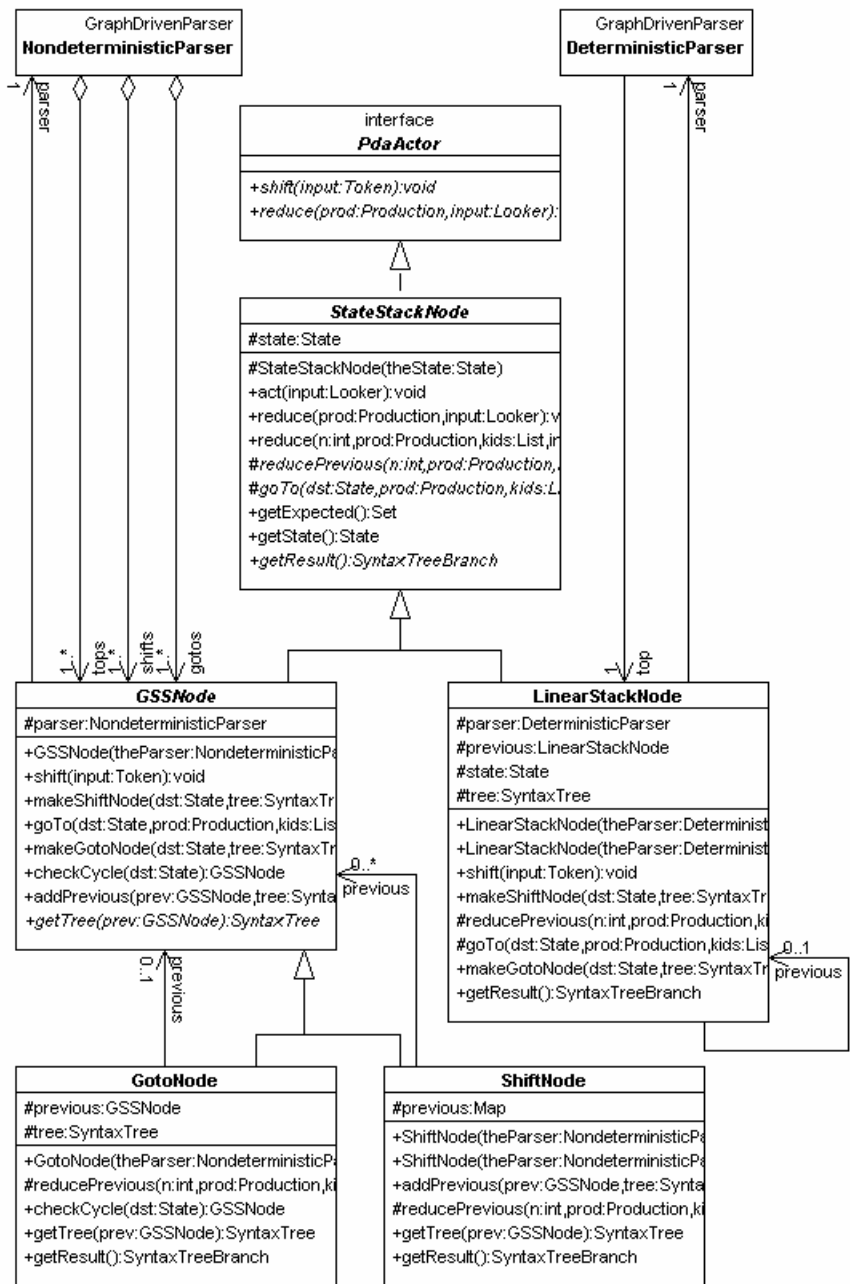 GraphDrivenParser
NondeterministicParser
GraphDrivenParser
DeterministicParser
1
parser
1
parser
interface
PdaActor
+shift(input:Token):void
+reduce(prod:Production,input:Looker):
StateStackNode
#state:State
#StateStackNode(theState:State)
+act(input:Looker):void
+reduce(prod:Production,input:Looker):v
+reduce(n:int,prod:Production,kids:List,in
#reducePrevious(n:int,prod:Production,
#goTo(dst:State,prod:Production,kids:L
+getExpected():Set
+getState():State
+getResult():SyntaxTreeBranch
1..*
tops
1..*
shifts
1..*
gotos
1
top
GSSNode
#parser:NondeterministicParser
+GSSNode(theParser:NondeterministicPa
+shift(input:Token):void
+makeShiftNode(dst:State,tree:SyntaxTr
+goTo(dst:State,prod:Production,kids:Lis
+makeGotoNode(dst:State,tree:SyntaxTr
+checkCycle(dst:State):GSSNode
+addPrevious(prev:GSSNode,tree:Synta
+getTree(prev:GSSNode):SyntaxTree
LinearStackNode
#parser:DeterministicParser
#previous:LinearStackNode
#state:State
#tree:SyntaxTree
+LinearStackNode(theParser:Determinist
+LinearStackNode(theParser:Determinist
+shift(input:Token):void
+makeShiftNode(dst:State,tree:SyntaxTr
#reducePrevious(n:int,prod:Production,ki
#goTo(dst:State,prod:Production,kids:Lis
+makeGotoNode(dst:State,tree:SyntaxTr
+getResult():SyntaxTreeBranch
0..*
previous
0..1
previous
0..1
previous
GotoNode
#previous:GSSNode
#tree:SyntaxTree
+GotoNode(theParser:NondeterministicPa
#reducePrevious(n:int,prod:Production,ki
+checkCycle(dst:State):GSSNode
+getTree(prev:GSSNode):SyntaxTree
+getResult():SyntaxTreeBranch
ShiftNode
#previous:Map
+ShiftNode(theParser:NondeterministicPa
+ShiftNode(theParser:NondeterministicPa
+addPrevious(prev:GSSNode,tree:Synta
#reducePrevious(n:int,prod:Production,ki
+getTree(prev:GSSNode):SyntaxTree
+getResult():SyntaxTreeBranch